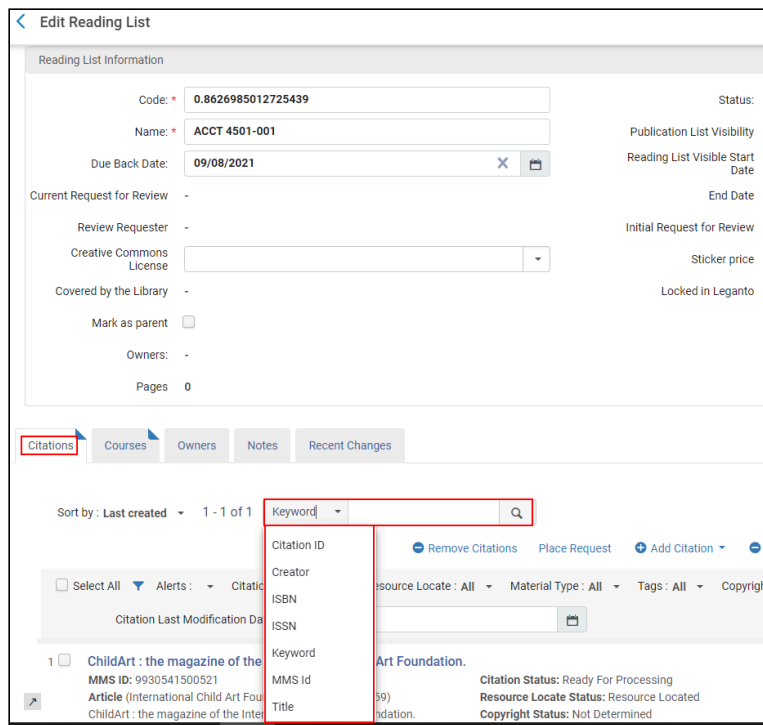 Edit Reading List
Reading List Information
Code: * 0.8626985012725439 Status:
Name: * ACCT 4501-001 Publication List Visibility
Due Back Date: 09/08/2021 Reading List Visible Start
Date
Current Request for Review - End Date
Review Requester - Initial Request for Review
Creative Commons
License Sticker price
Covered by the Library - Locked in Leganto
Mark as parent
Owners: -
Pages 0
Citations Courses Owners Notes Recent Changes
Sort by : Last created 1 - 1 of 1 Keyword
Citation ID
Remove Citations Place Request Add Citation
Creator
Select All Alerts : Citatio esource Locate : All Material Type : All Tags : All Copyrigh
ISBN
Citation Last Modification Da
ISSN
Keyword
1 ChildArt : the magazine of the Art Foundation.
MMS ID: 9930541500521 Citation Status: Ready For Processing
MMS Id
Article (International Child Art Fou 59) Resource Locate Status: Resource Located
Title
ChildArt : the magazine of the Inter ndation. Copyright Status: Not Determined